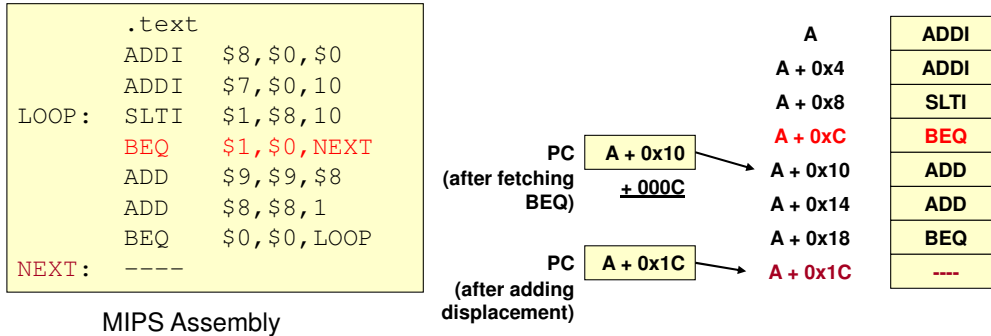 .text
ADDI $8,$0,$0
ADDI $7,$0,10
LOOP: SLTI $1,$8,10
BEQ $1,$0,NEXT
ADD $9,$9,$8
ADD $8,$8,1
BEQ $0,$0,LOOP
NEXT: ----
MIPS Assembly
PC
(after fetching
BEQ)
A + 0x10
+ 000C
PC
(after adding
displacement)
A + 0x1C
A ADDI
A + 0x4 ADDI
A + 0x8 SLTI
A + 0xC BEQ
A + 0x10 ADD
A + 0x14 ADD
A + 0x18 BEQ
A + 0x1C ----